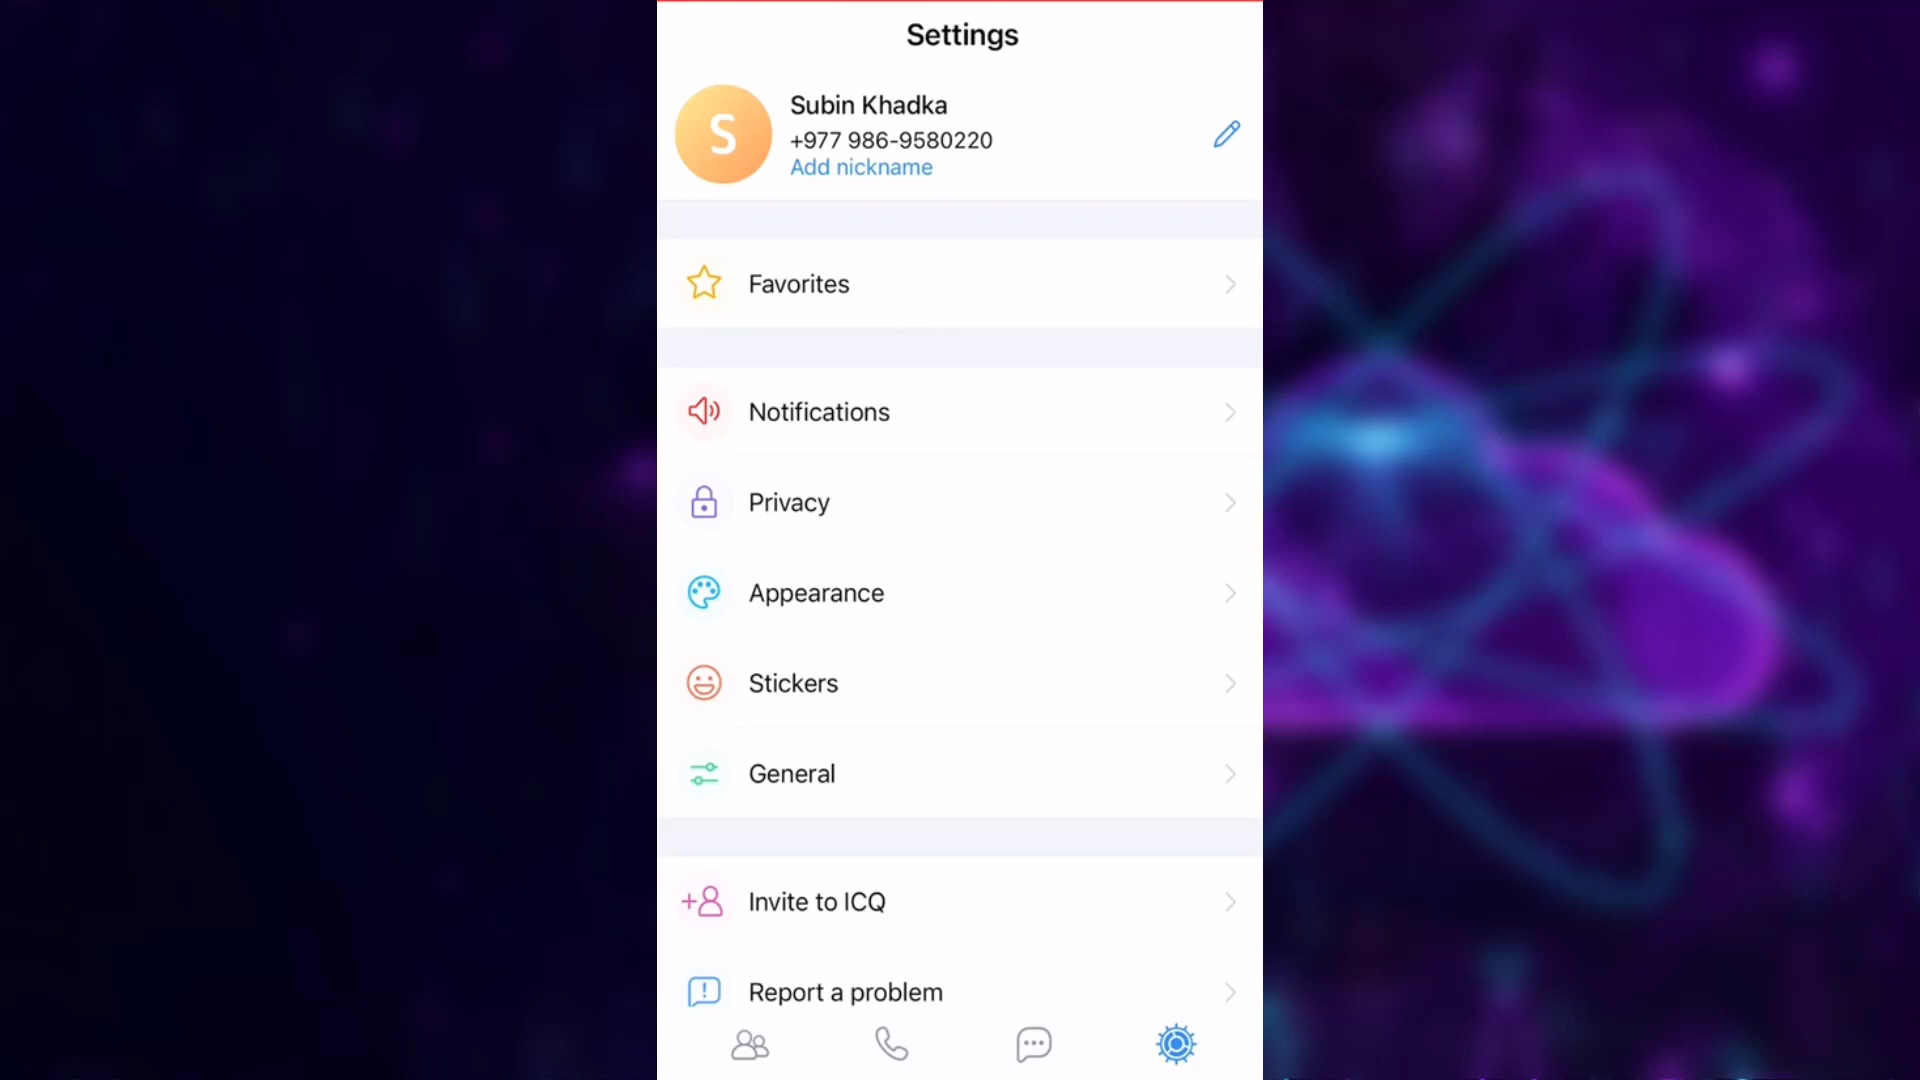 Settings
S
Subin Khadka
+977 986-9580220
Add nickname
Favorites
Notifications
Privacy
Appearance
Stickers
General
Invite to ICQ
Report a problem